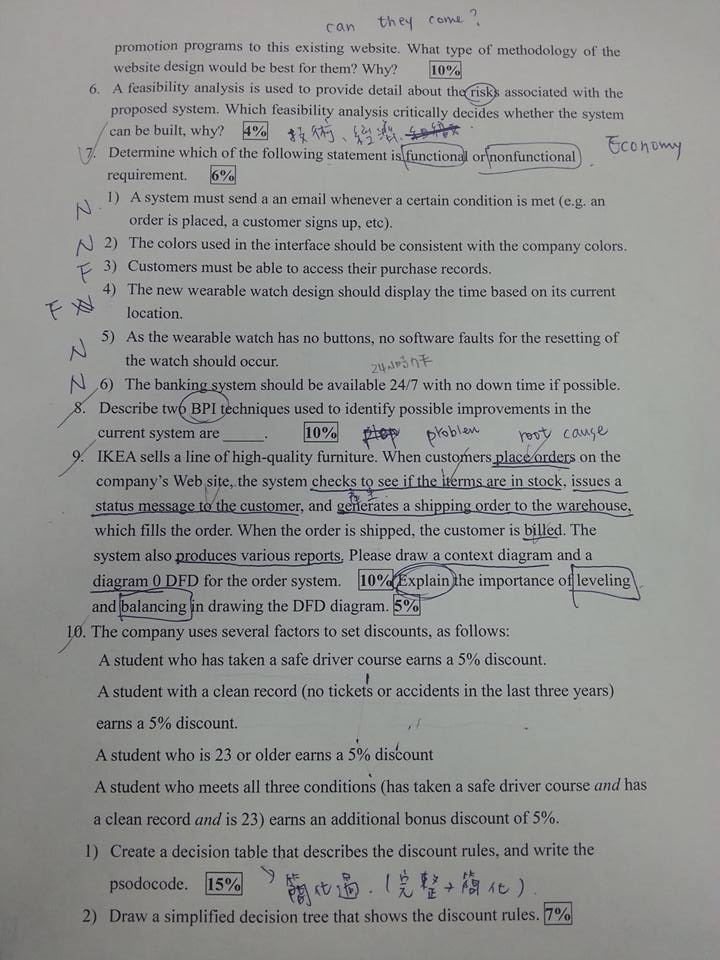 can they come?
promotion programs to this existing website. What type of methodology of the
website design would be best for them? Why? 10%
6. A feasibility analysis is used to provide detail about the risks associated with the
proposed system. Which feasibility analysis critically decides whether the system
can be built, why? 4% 技術、經濟、
Economy
7. Determine which of the following statement is functional or nonfunctional
requirement. 6%
N 1) A system must send a an email whenever a certain condition is met (e.g. an
order is placed, a customer signs up, etc).
N 2) The colors used in the interface should be consistent with the company colors.
F 3) Customers must be able to access their purchase records.
F N 4) The new wearable watch design should display the time based on its current
location.
N 5) As the wearable watch has no buttons, no software faults for the resetting of
the watch should occur.
N 6) The banking system should be available 24/7 with no down time if possible.
8. Describe two BPI techniques used to identify possible improvements in the
current system are _____. 10% problem root cause
9. IKEA sells a line of high-quality furniture. When customers place orders on the
company's Web site, the system checks to see if the iterms are in stock, issues a
status message to the customer, and generates a shipping order to the warehouse,
which fills the order. When the order is shipped, the customer is billed. The
system also produces various reports. Please draw a context diagram and a
diagram 0 DFD for the order system. 10% Explain the importance of leveling
and balancing in drawing the DFD diagram. 5%
10. The company uses several factors to set discounts, as follows:
A student who has taken a safe driver course earns a 5% discount.
A student with a clean record (no tickets or accidents in the last three years)
earns a 5% discount.
A student who is 23 or older earns a 5% discount
A student who meets all three conditions (has taken a safe driver course and has
a clean record and is 23) earns an additional bonus discount of 5%.
1) Create a decision table that describes the discount rules, and write the
psodocode. 15% 簡化過.(完整→簡化).
2) Draw a simplified decision tree that shows the discount rules. 7%